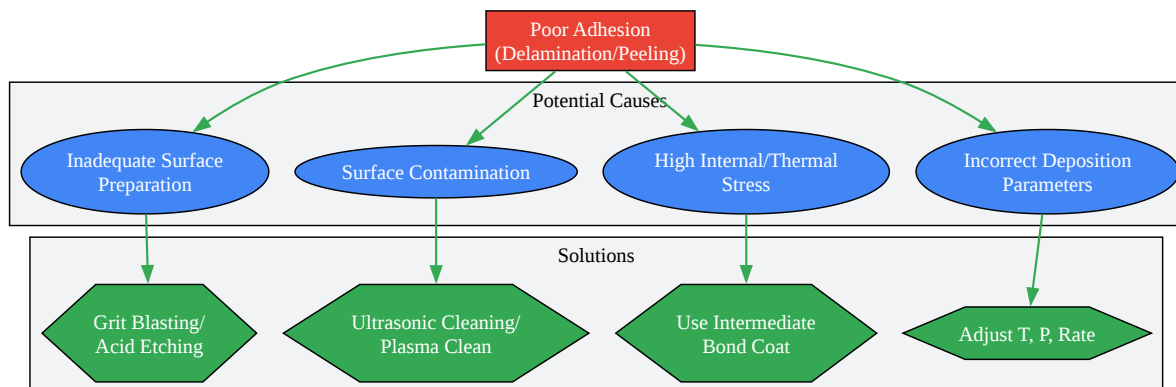 Poor Adhesion
(Delamination/Peeling)
Potential Causes
Inadequate Surface
Preparation
Surface Contamination
High Internal/Thermal
Stress
Incorrect Deposition
Parameters
Solutions
Grit Blasting/
Acid Etching
Ultrasonic Cleaning/
Plasma Clean
Use Intermediate
Bond Coat
Adjust T, P, Rate